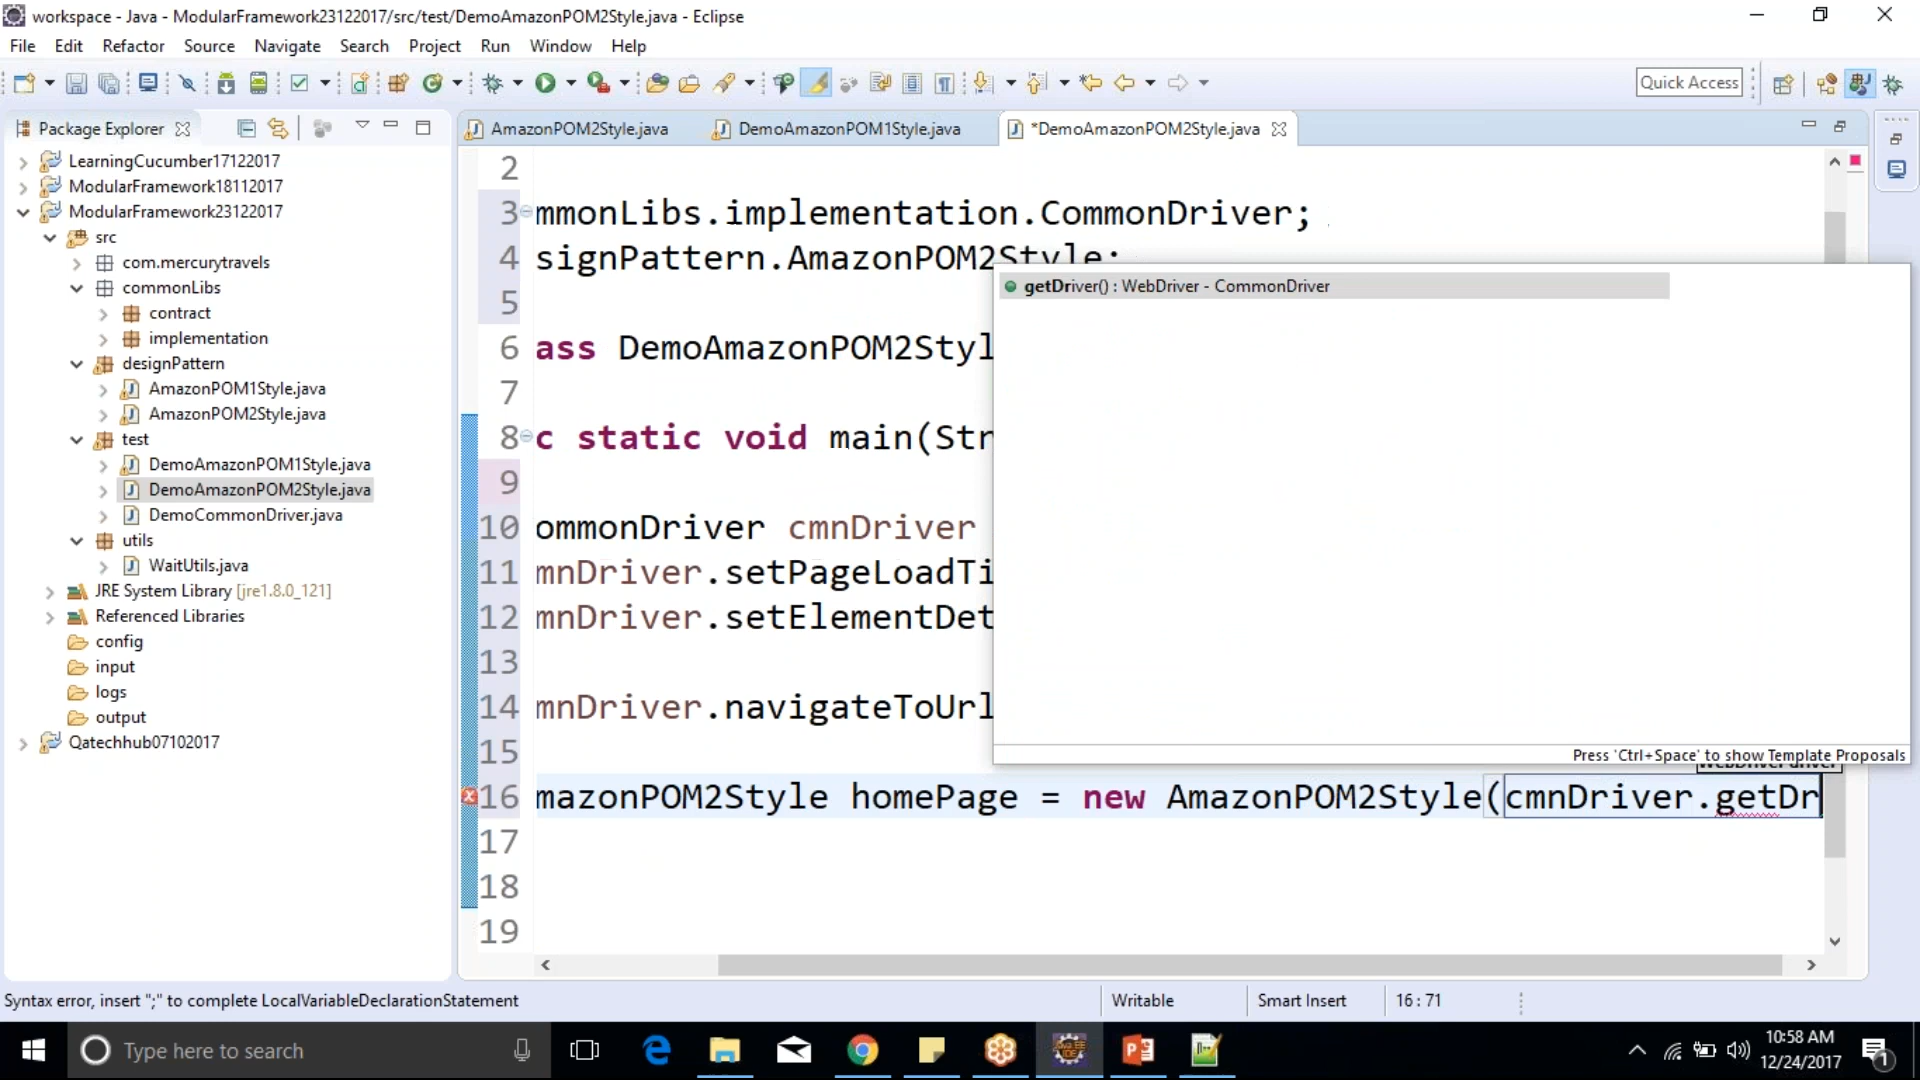 workspace - Java - ModularFramework23122017/src/test/DemoAmazonPOM2Style.java - Eclipse
File Edit Refactor Source Navigate Search Project Run Window Help
Quick Access
Package Explorer
AmazonPOM2Style.java
DemoAmazonPOM1Style.java
*DemoAmazonPOM2Style.java
LearningCucumber17122017
ModularFramework18112017
ModularFramework23122017
src
com.mercurytravels
commonLibs
contract
implementation
designPattern
AmazonPOM1Style.java
AmazonPOM2Style.java
test
DemoAmazonPOM1Style.java
DemoAmazonPOM2Style.java
DemoCommonDriver.java
utils
WaitUtils.java
JRE System Library [jre1.8.0_121]
Referenced Libraries
config
input
logs
output
Qatechhub07102017
2
3 mmonLibs.implementation.CommonDriver;
4 signPattern.AmazonPOM2Style;
5
6 ass DemoAmazonPOM2Styl
7
8 c static void main(Str
9
10 ommonDriver cmnDriver
11 mnDriver.setPageLoadTi
12 mnDriver.setElementDet
13
14 mnDriver.navigateToUrl
15
16 mazonPOM2Style homePage = new AmazonPOM2Style(cmnDriver.getDr
17
18
19
getDriver() : WebDriver - CommonDriver
Press 'Ctrl+Space' to show Template Proposals
WebDriver driver
Syntax error, insert ";" to complete LocalVariableDeclarationStatement
Writable
Smart Insert
16 : 71
Type here to search
10:58 AM
12/24/2017
1